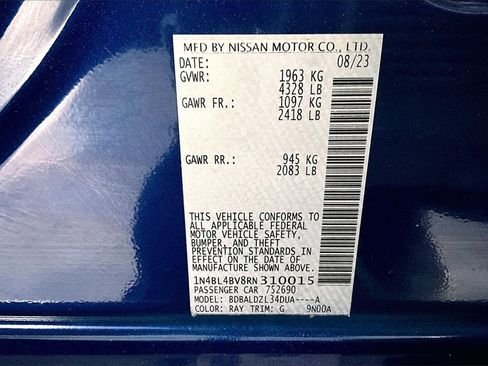 MFD BY NISSAN MOTOR CO., LTD.
DATE: 08/23
GVWR: 1963 KG
4328 LB
GAWR FR.: 1097 KG
2418 LB
GAWR RR.: 945 KG
2083 LB
THIS VEHICLE CONFORMS TO
ALL APPLICABLE FEDERAL
MOTOR VEHICLE SAFETY,
BUMPER, AND THEFT
PREVENTION STANDARDS IN
EFFECT ON THE DATE OF
MANUFACTURE SHOWN ABOVE.
1N4BL4BV8RN310015
PASSENGER CAR 752690
MODEL: BDBALDZL34DUA----A
COLOR: RAY TRIM: G 9N00A